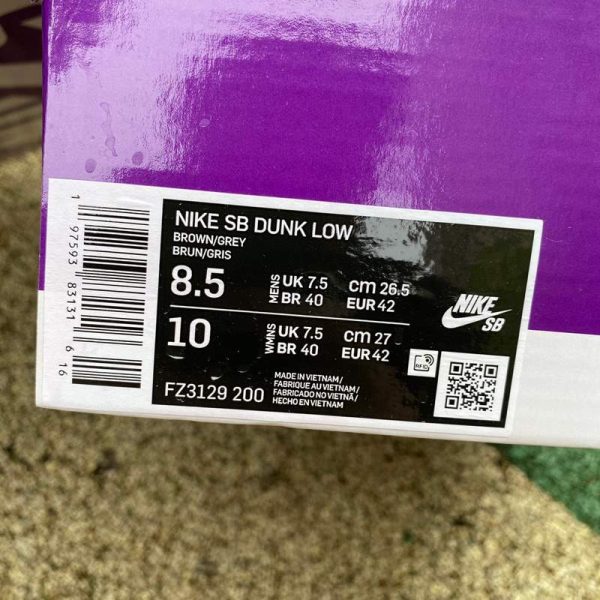 NIKE SB DUNK LOW
BROWN/GREY
BRUN/GRIS
8.5 MENS UK 7.5 cm 26.5
BR 40 EUR 42
10 WMNS UK 7.5 cm 27
BR 40 EUR 42
FZ3129 200
MADE IN VIETNAM/
FABRIQUE AU VIETNAM/
FABRICADO NO VIETNÃ/
HECHO EN VIETNAM
RFID
NIKE
SB
1 97593 83131 6
16